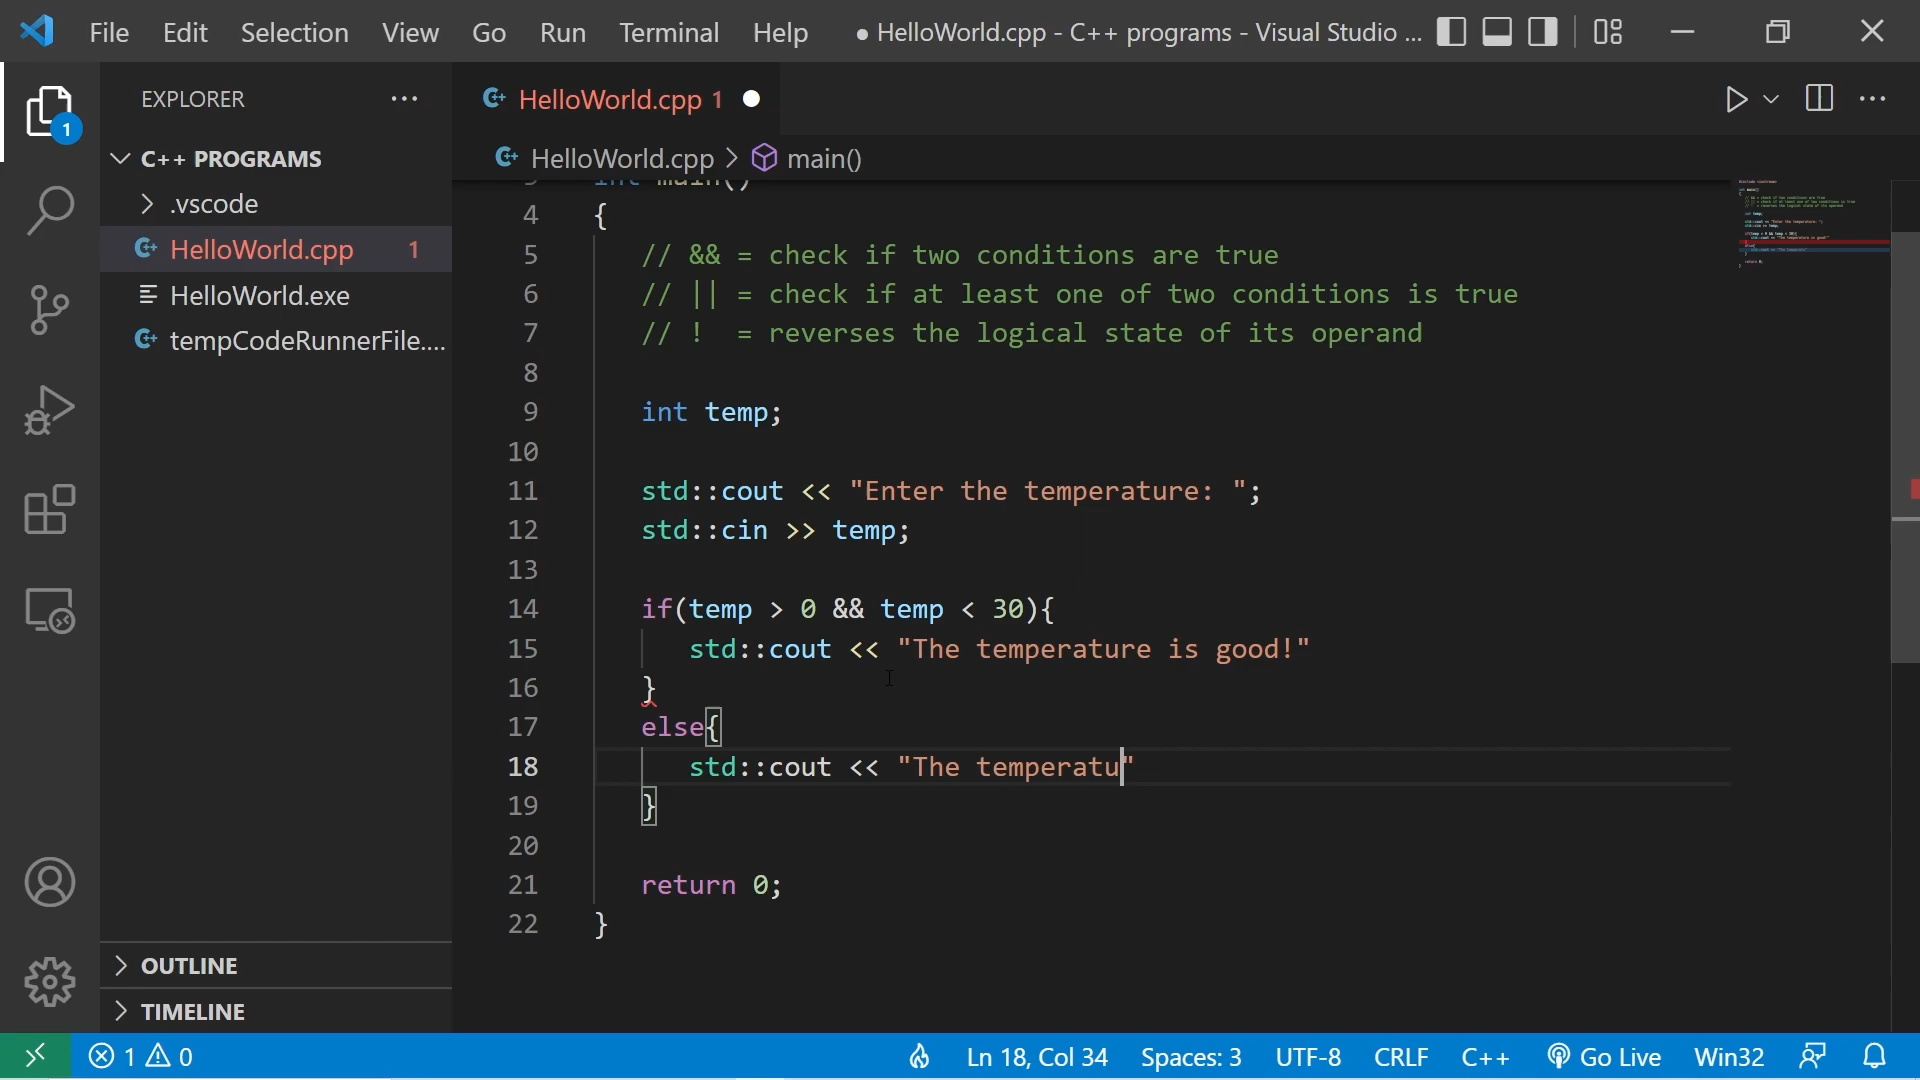 File Edit Selection View Go Run Terminal Help ● HelloWorld.cpp - C++ programs - Visual Studio ...
1
EXPLORER ...
C++ PROGRAMS
.vscode
HelloWorld.cpp 1
HelloWorld.exe
tempCodeRunnerFile....
OUTLINE
TIMELINE
HelloWorld.cpp 1
HelloWorld.cpp > main()
3 int main()
4 {
5 // && = check if two conditions are true
6 // || = check if at least one of two conditions is true
7 // ! = reverses the logical state of its operand
8
9 int temp;
10
11 std::cout << "Enter the temperature: ";
12 std::cin >> temp;
13
14 if(temp > 0 && temp < 30){
15 std::cout << "The temperature is good!"
16 }
17 else{
18 std::cout << "The temperatu"
19 }
20
21 return 0;
22 }
1 0 Ln 18, Col 34 Spaces: 3 UTF-8 CRLF C++ Go Live Win32